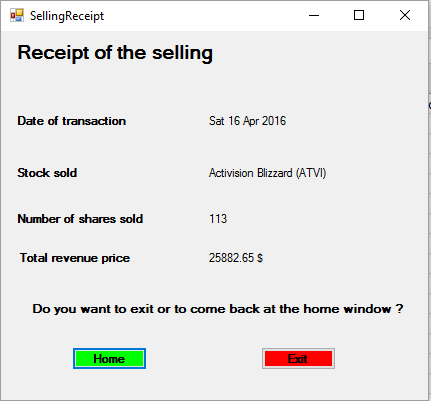 SellingReceipt
Receipt of the selling
Date of transaction Sat 16 Apr 2016
Stock sold Activision Blizzard (ATVI)
Number of shares sold 113
Total revenue price 25882.65 $
Do you want to exit or to come back at the home window ?
Home Exit